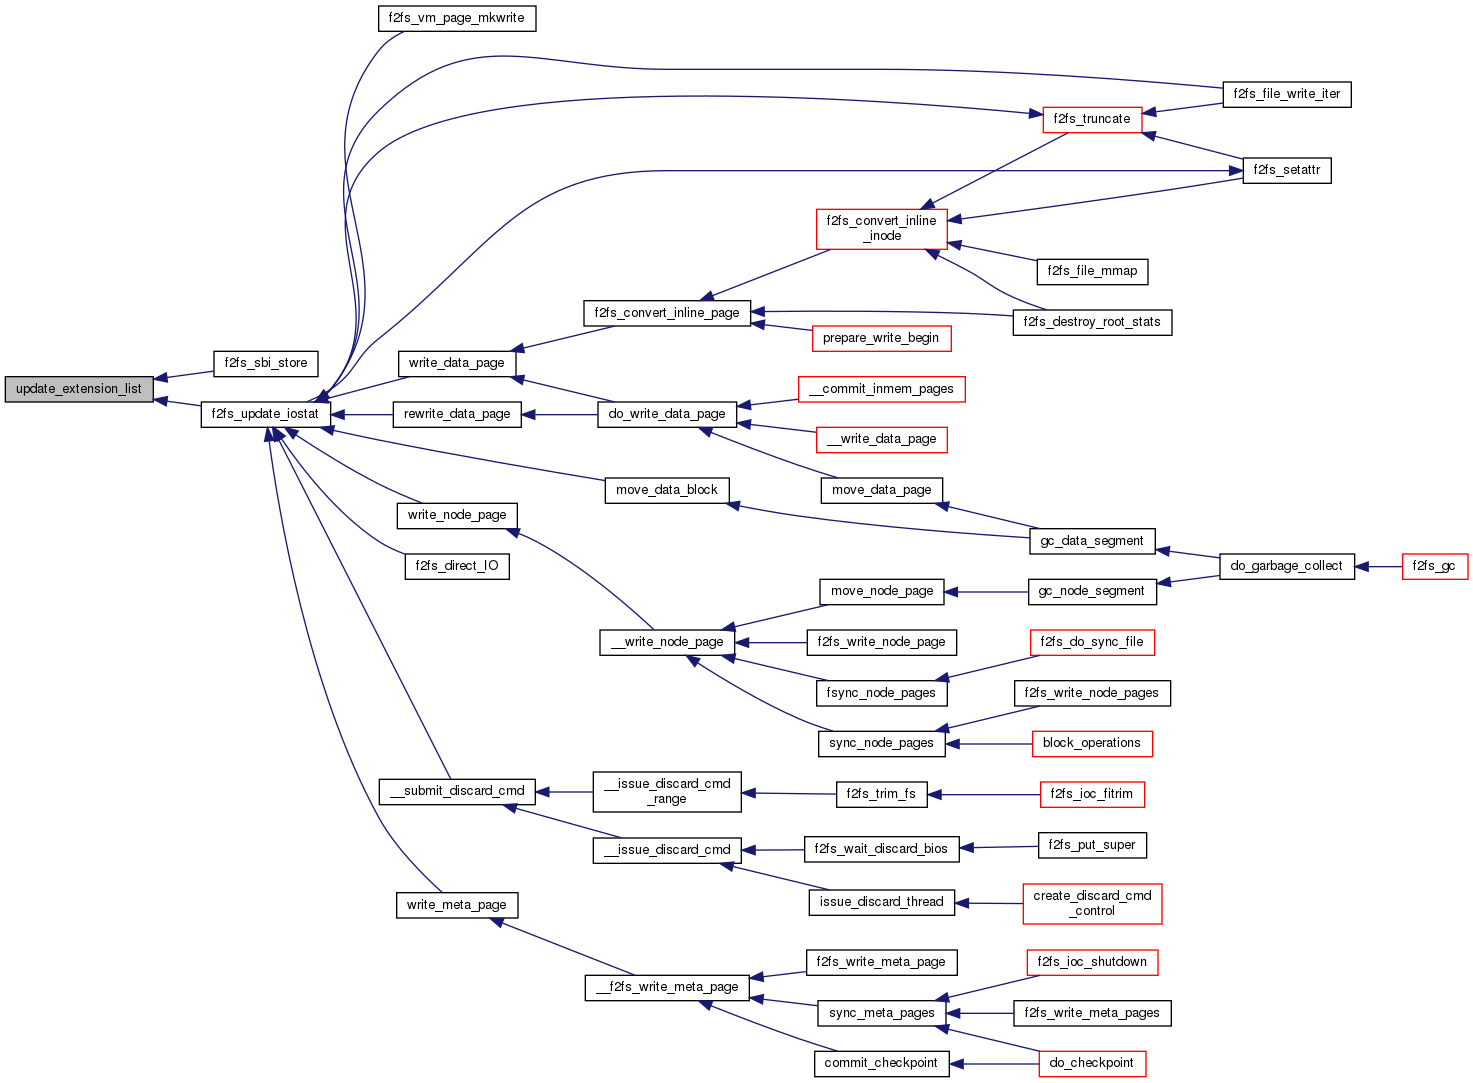 f2fs_vm_page_mkwrite
f2fs_file_write_iter
f2fs_truncate
f2fs_setattr
f2fs_convert_inline
_inode
f2fs_file_mmap
f2fs_convert_inline_page
f2fs_destroy_root_stats
prepare_write_begin
f2fs_sbi_store
write_data_page
update_extension_list
__commit_inmem_pages
f2fs_update_iostat
rewrite_data_page
do_write_data_page
__write_data_page
move_data_block
move_data_page
write_node_page
gc_data_segment
f2fs_direct_IO
do_garbage_collect
f2fs_gc
move_node_page
gc_node_segment
__write_node_page
f2fs_write_node_page
f2fs_do_sync_file
fsync_node_pages
f2fs_write_node_pages
sync_node_pages
block_operations
__submit_discard_cmd
__issue_discard_cmd
_range
f2fs_trim_fs
f2fs_ioc_fitrim
__issue_discard_cmd
f2fs_wait_discard_bios
f2fs_put_super
write_meta_page
issue_discard_thread
create_discard_cmd
_control
f2fs_write_meta_page
f2fs_ioc_shutdown
__f2fs_write_meta_page
sync_meta_pages
f2fs_write_meta_pages
commit_checkpoint
do_checkpoint